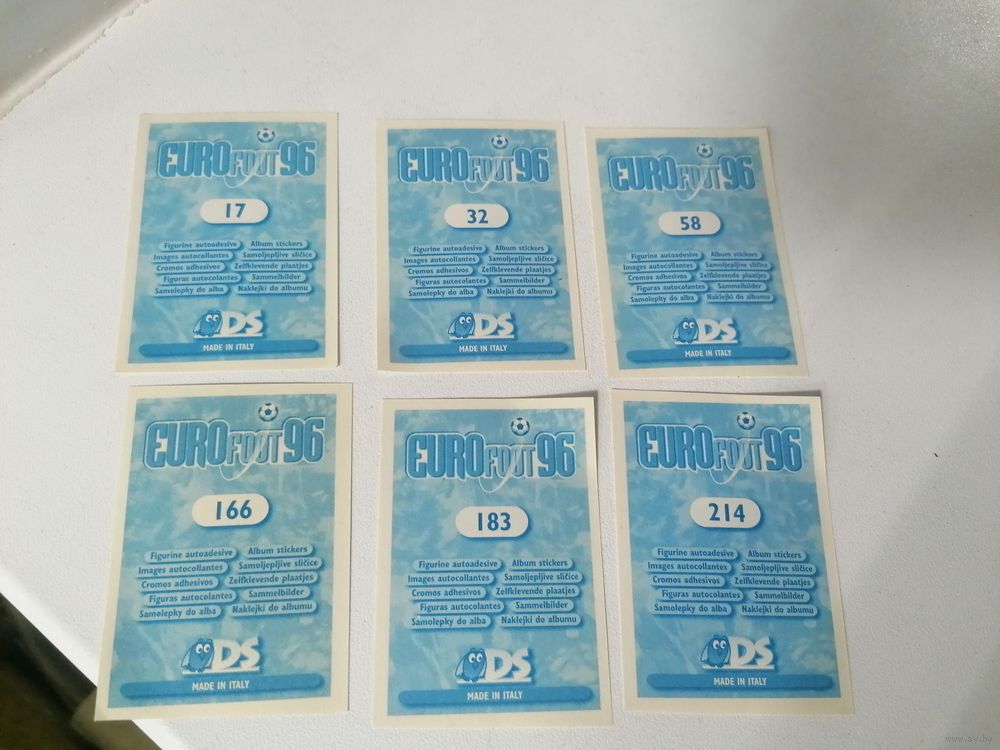 EUROFOOT96
17
Figurine autoadesive Album stickers
Images autocollantes Samoljepljive sličice
Cromos adhesivos Zelfklevende plaatjes
Figuras autocolantes Sammelbilder
Samolepky do alba Naklejki do albumu
DS
MADE IN ITALY
EUROFOOT96
32
Figurine autoadesive Album stickers
Images autocollantes Samoljepljive sličice
Cromos adhesivos Zelfklevende plaatjes
Figuras autocolantes Sammelbilder
Samolepky do alba Naklejki do albumu
DS
MADE IN ITALY
EUROFOOT96
58
Figurine autoadesive Album stickers
Images autocollantes Samoljepljive sličice
Cromos adhesivos Zelfklevende plaatjes
Figuras autocolantes Sammelbilder
Samolepky do alba Naklejki do albumu
DS
MADE IN ITALY
EUROFOOT96
166
Figurine autoadesive Album stickers
Images autocollantes Samoljepljive sličice
Cromos adhesivos Zelfklevende plaatjes
Figuras autocolantes Sammelbilder
Samolepky do alba Naklejki do albumu
DS
MADE IN ITALY
EUROFOOT96
183
Figurine autoadesive Album stickers
Images autocollantes Samoljepljive sličice
Cromos adhesivos Zelfklevende plaatjes
Figuras autocolantes Sammelbilder
Samolepky do alba Naklejki do albumu
DS
MADE IN ITALY
EUROFOOT96
214
Figurine autoadesive Album stickers
Images autocollantes Samoljepljive sličice
Cromos adhesivos Zelfklevende plaatjes
Figuras autocolantes Sammelbilder
Samolepky do alba Naklejki do albumu
DS
MADE IN ITALY
www.av.by